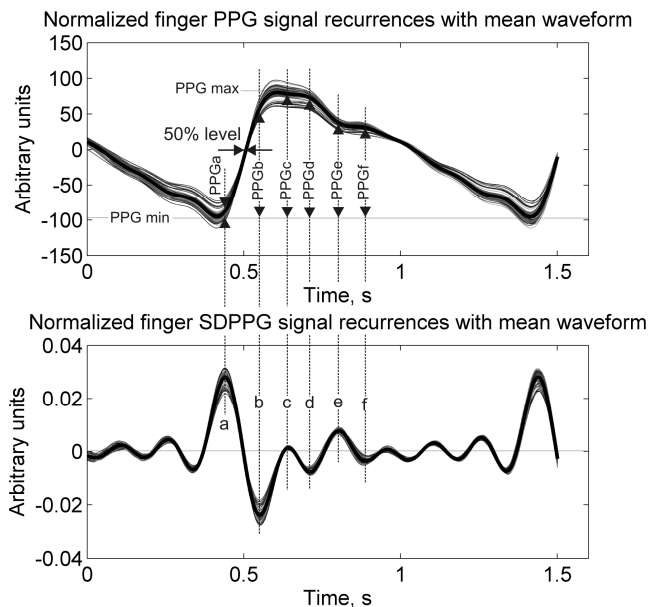 Normalized finger PPG signal recurrences with mean waveform
150
100
50
0
-50
-100
-150
Arbitrary units
PPG max
50% level
PPG min
PPGa
PPGb
PPGc
PPGd
PPGe
PPGf
0
0.5
1
1.5
Time, s
Normalized finger SDPPG signal recurrences with mean waveform
0.04
0.02
0
-0.02
-0.04
Arbitrary units
a
b
c
d
e
f
0
0.5
1
1.5
Time, s